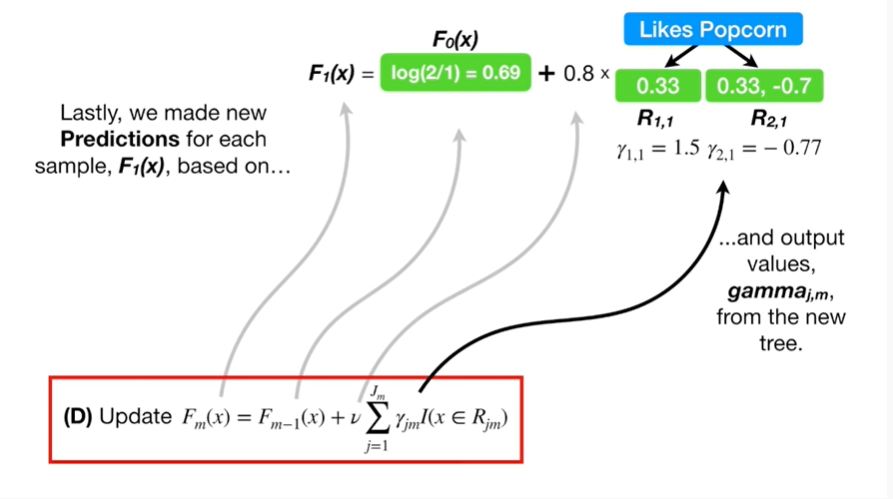 F₀(x)
Likes Popcorn
F₁(x) = log(2/1) = 0.69 + 0.8 x
0.33
0.33, -0.7
R₁,₁
R₂,₁
γ₁,₁ = 1.5 γ₂,₁ = − 0.77
Lastly, we made new
Predictions for each
sample, F₁(x), based on…
...and output
values,
gammaⱼ,ₘ,
from the new
tree.
(D) Update Fₘ(x) = Fₘ₋₁(x) + ν ∑_{j=1}^{Jₘ} γⱼₘI(x ∈ Rⱼₘ)